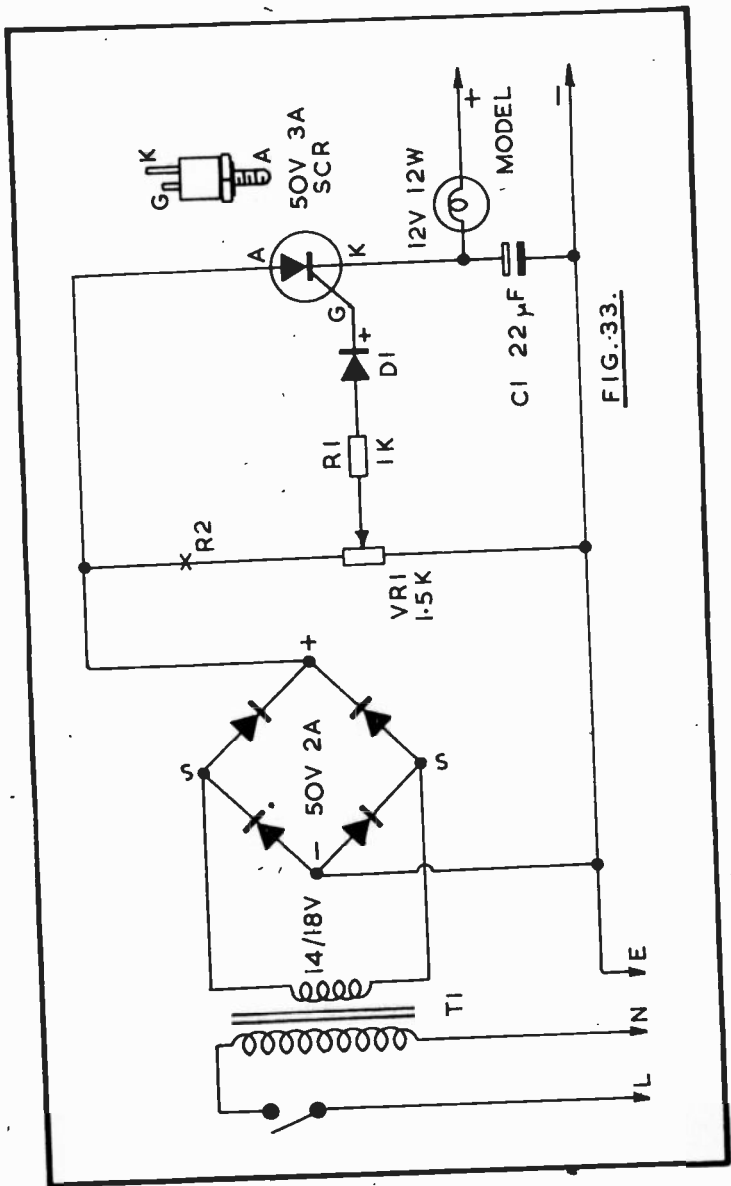 L
N
E
T1
14/18V
S
S
50V 2A
−
+
R2
VR1
1·5K
R1
1K
D1
+
G
A
K
G
K
A
50V 3A
SCR
12V 12W
C1 22µF
+
MODEL
−
FIG.33.